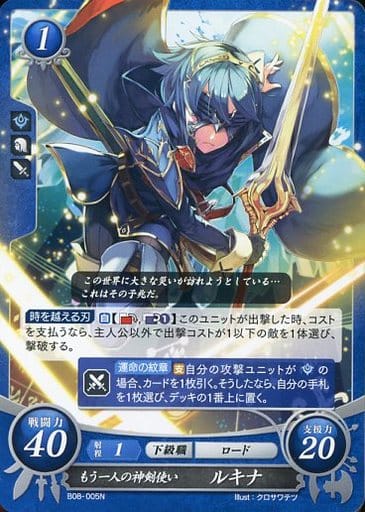 1
この世界に大きな災いが訪れようとしている…
これはその予兆だ。
時を越える刃 自【 、 1】このユニットが出撃した時、コスト
を支払うなら、主人公以外で出撃コストが1以下の敵を1体選び、
撃破する。
運命の紋章 支 自分の攻撃ユニットが
の場合、カードを1枚引く。そうしたなら、自分の手札
を1枚選び、デッキの1番上に置く。
戦闘力
40
射程 1 下級職 ロード
支援力
20
もう一人の神剣使い ルキナ
B08-005N Illust:クロサワテツ